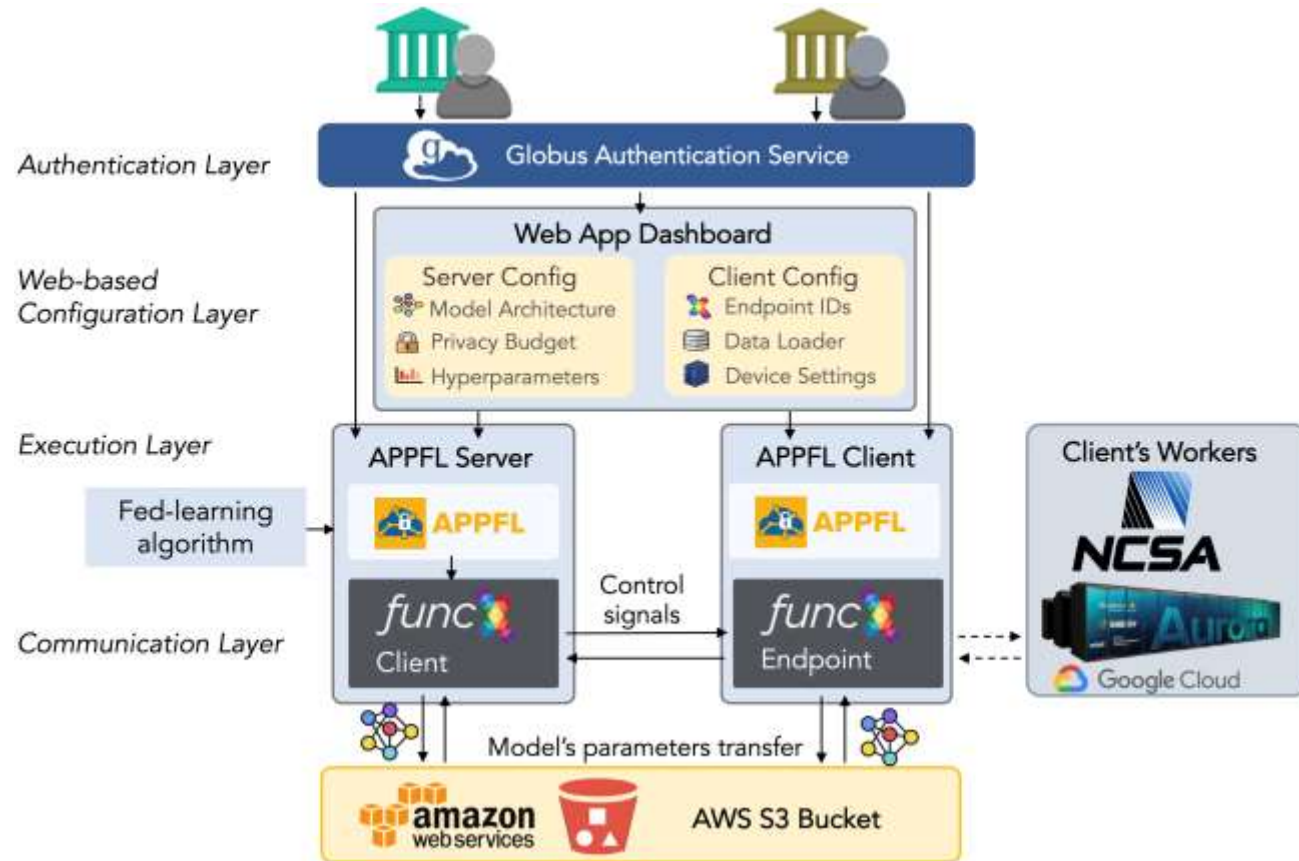 Authentication Layer
g
Globus Authentication Service
Web-based
Configuration Layer
Web App Dashboard
Server Config
Model Architecture
Privacy Budget
Hyperparameters
Client Config
Endpoint IDs
Data Loader
Device Settings
Execution Layer
Fed-learning
algorithm
APPFL Server
APPFL
APPFL Client
APPFL
Client's Workers
NCSA
Aurora
Google Cloud
Communication Layer
funcX
Client
Control
signals
funcX
Endpoint
Model's parameters transfer
amazon
webservices
AWS S3 Bucket